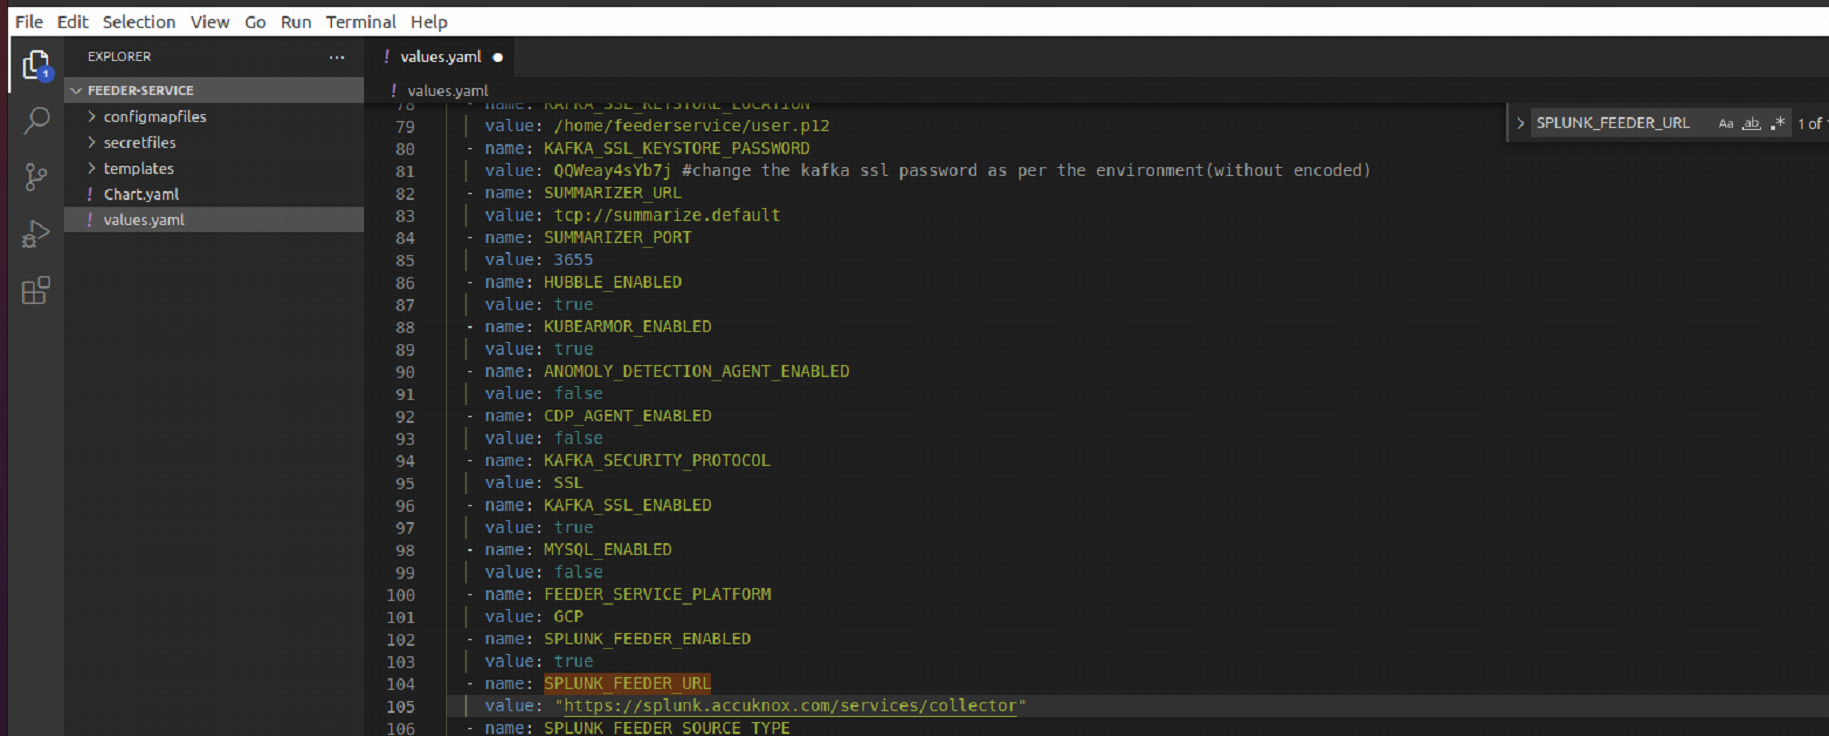 File Edit Selection View Go Run Terminal Help
EXPLORER ···
FEEDER-SERVICE
configmapfiles
secretfiles
templates
! Chart.yaml
! values.yaml
1
! values.yaml ●
! values.yaml
SPLUNK_FEEDER_URL Aa ab .* 1 of
78 - name: KAFKA_SSL_KEYSTORE_LOCATION
79 value: /home/feederservice/user.p12
80 - name: KAFKA_SSL_KEYSTORE_PASSWORD
81 value: QQWeay4sYb7j #change the kafka ssl password as per the environment(without encoded)
82 - name: SUMMARIZER_URL
83 value: tcp://summarize.default
84 - name: SUMMARIZER_PORT
85 value: 3655
86 - name: HUBBLE_ENABLED
87 value: true
88 - name: KUBEARMOR_ENABLED
89 value: true
90 - name: ANOMOLY_DETECTION_AGENT_ENABLED
91 value: false
92 - name: CDP_AGENT_ENABLED
93 value: false
94 - name: KAFKA_SECURITY_PROTOCOL
95 value: SSL
96 - name: KAFKA_SSL_ENABLED
97 value: true
98 - name: MYSQL_ENABLED
99 value: false
100 - name: FEEDER_SERVICE_PLATFORM
101 value: GCP
102 - name: SPLUNK_FEEDER_ENABLED
103 value: true
104 - name: SPLUNK_FEEDER_URL
105 value: "https://splunk.accuknox.com/services/collector"
106 - name: SPLUNK_FEEDER_SOURCE_TYPE